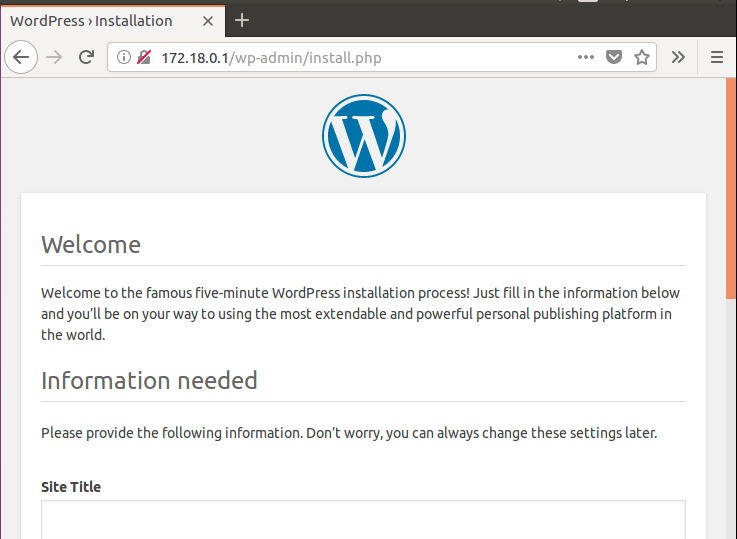 WordPress › Installation
172.18.0.1/wp-admin/install.php
W
Welcome
Welcome to the famous five-minute WordPress installation process! Just fill in the information below
and you’ll be on your way to using the most extendable and powerful personal publishing platform in
the world.
Information needed
Please provide the following information. Don’t worry, you can always change these settings later.
Site Title